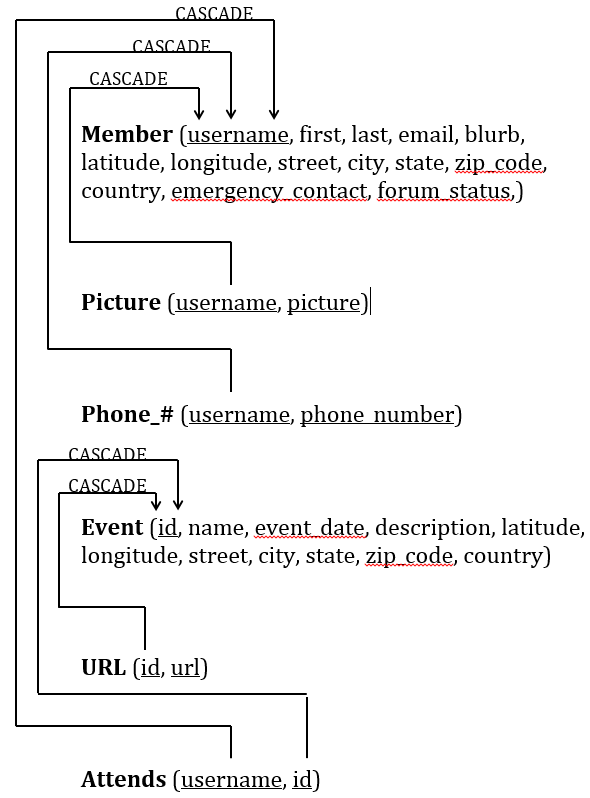 CASCADE
CASCADE
CASCADE
Member (username, first, last, email, blurb,
latitude, longitude, street, city, state, zip_code,
country, emergency_contact, forum_status,)
Picture (username, picture)
Phone_# (username, phone_number)
CASCADE
CASCADE
Event (id, name, event_date, description, latitude,
longitude, street, city, state, zip_code, country)
URL (id, url)
Attends (username, id)